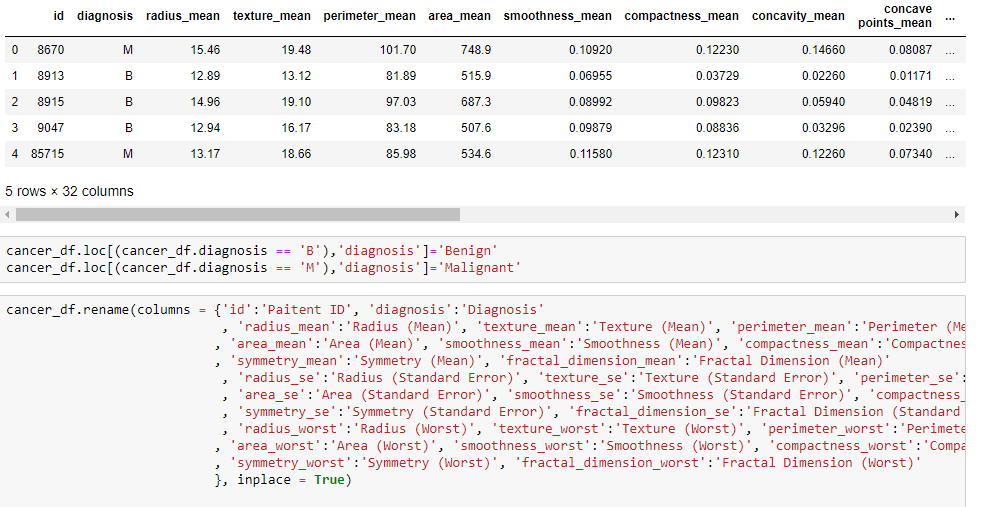 id diagnosis radius_mean texture_mean perimeter_mean area_mean smoothness_mean compactness_mean concavity_mean concave points_mean ...
0 8670 M 15.46 19.48 101.70 748.9 0.10920 0.12230 0.14660 0.08087 ...
1 8913 B 12.89 13.12 81.89 515.9 0.06955 0.03729 0.02260 0.01171 ...
2 8915 B 14.96 19.10 97.03 687.3 0.08992 0.09823 0.05940 0.04819 ...
3 9047 B 12.94 16.17 83.18 507.6 0.09879 0.08836 0.03296 0.02390 ...
4 85715 M 13.17 18.66 85.98 534.6 0.11580 0.12310 0.12260 0.07340 ...
5 rows × 32 columns
cancer_df.loc[(cancer_df.diagnosis == 'B'),'diagnosis']='Benign'
cancer_df.loc[(cancer_df.diagnosis == 'M'),'diagnosis']='Malignant'
cancer_df.rename(columns = {'id':'Paitent ID', 'diagnosis':'Diagnosis'
, 'radius_mean':'Radius (Mean)', 'texture_mean':'Texture (Mean)', 'perimeter_mean':'Perimeter (Me
, 'area_mean':'Area (Mean)', 'smoothness_mean':'Smoothness (Mean)', 'compactness_mean':'Compactnes
, 'symmetry_mean':'Symmetry (Mean)', 'fractal_dimension_mean':'Fractal Dimension (Mean)'
, 'radius_se':'Radius (Standard Error)', 'texture_se':'Texture (Standard Error)', 'perimeter_se':
, 'area_se':'Area (Standard Error)', 'smoothness_se':'Smoothness (Standard Error)', 'compactness_
, 'symmetry_se':'Symmetry (Standard Error)', 'fractal_dimension_se':'Fractal Dimension (Standard
, 'radius_worst':'Radius (Worst)', 'texture_worst':'Texture (Worst)', 'perimeter_worst':'Perimete
, 'area_worst':'Area (Worst)', 'smoothness_worst':'Smoothness (Worst)', 'compactness_worst':'Compa
, 'symmetry_worst':'Symmetry (Worst)', 'fractal_dimension_worst':'Fractal Dimension (Worst)'
}, inplace = True)